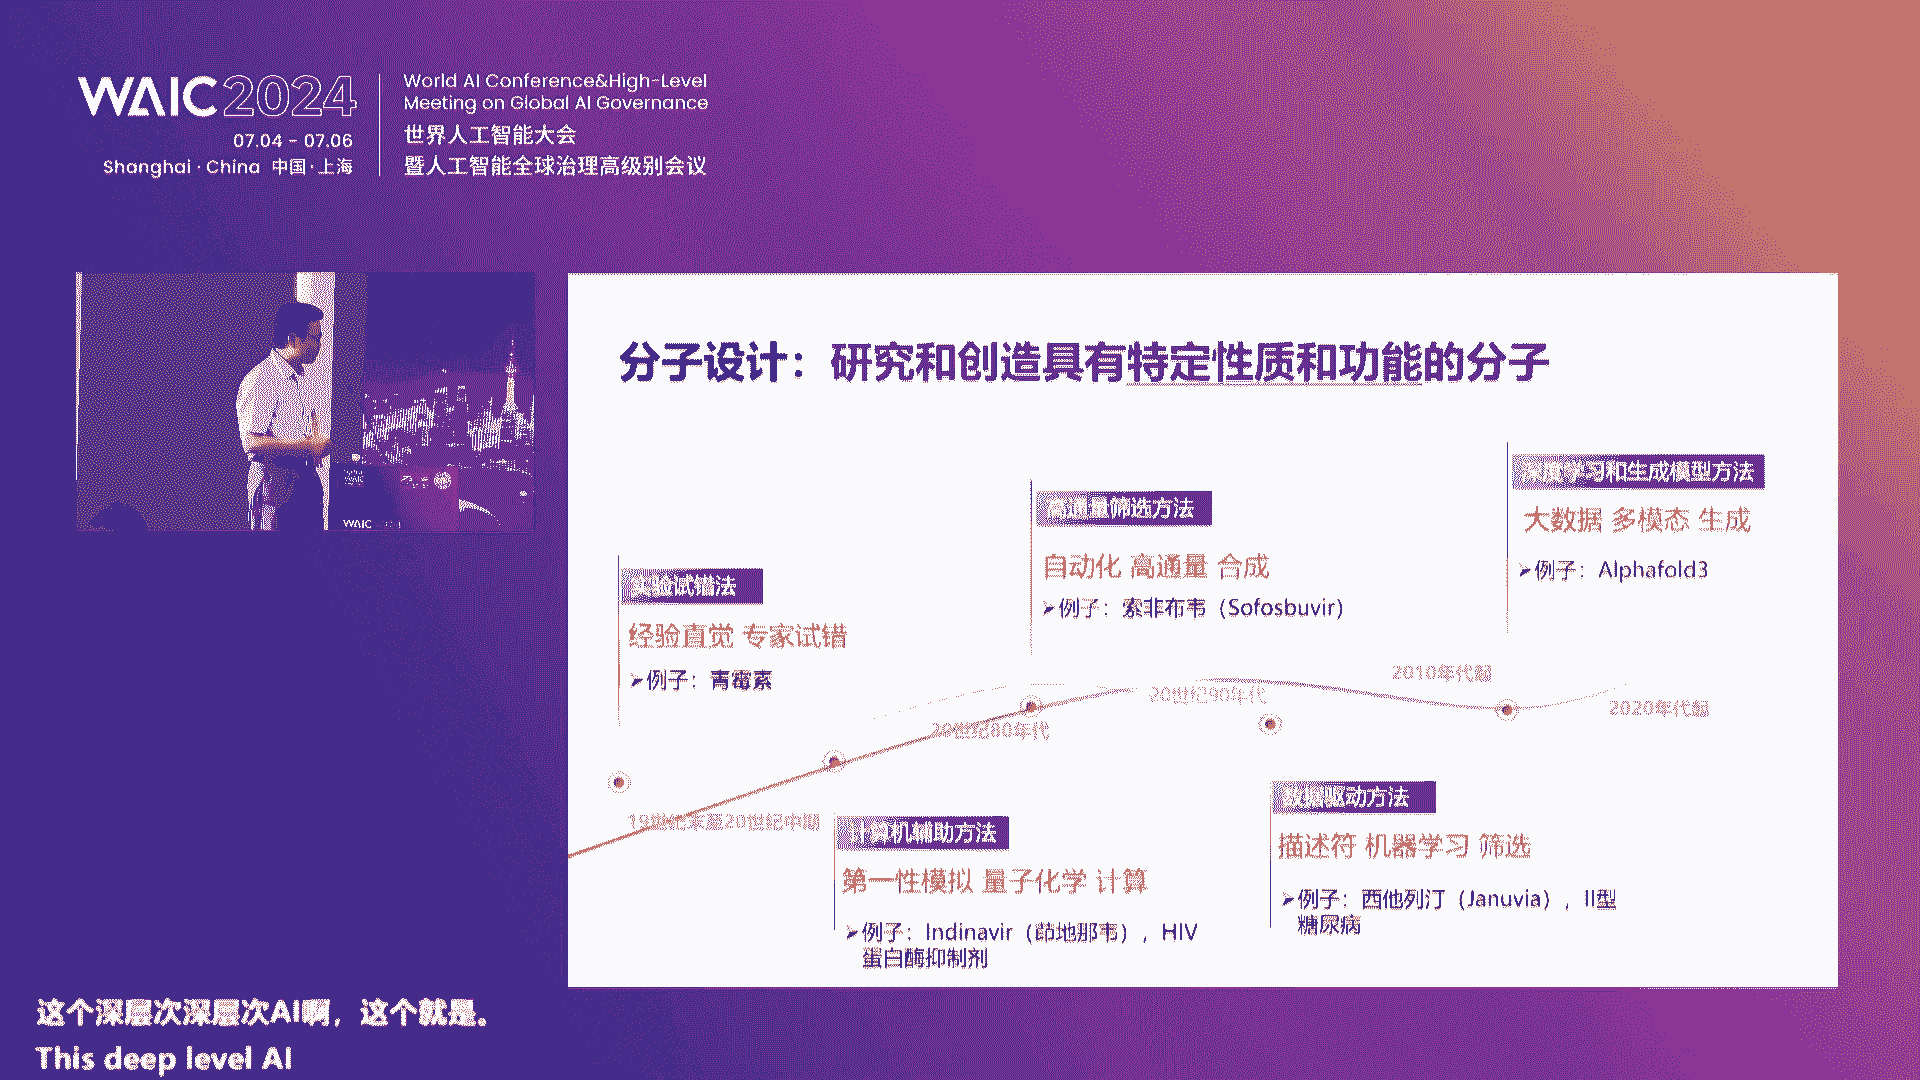 WAIC 2024
07.04 - 07.06
Shanghai · China 中国·上海
World AI Conference&High-Level
Meeting on Global AI Governance
世界人工智能大会
暨人工智能全球治理高级别会议
分子设计：研究和创造具有特定性质和功能的分子
深度学习和生成模型方法
大数据 多模态 生成
➢例子：Alphafold3
高通量筛选方法
自动化 高通量 合成
➢例子：索非布韦（Sofosbuvir）
实验试错法
经验直觉 专家试错
➢例子：青霉素
2010年代起
20世纪90年代
2020年代起
20世纪80年代
19世纪末至20世纪中期
计算机辅助方法
第一性模拟 量子化学 计算
➢例子：Indinavir（茚地那韦），HIV
蛋白酶抑制剂
数据驱动方法
描述符 机器学习 筛选
➢例子：西他列汀（Januvia），II型
糖尿病
WAIC
这个深层次深层次AI啊，这个就是。
This deep level AI